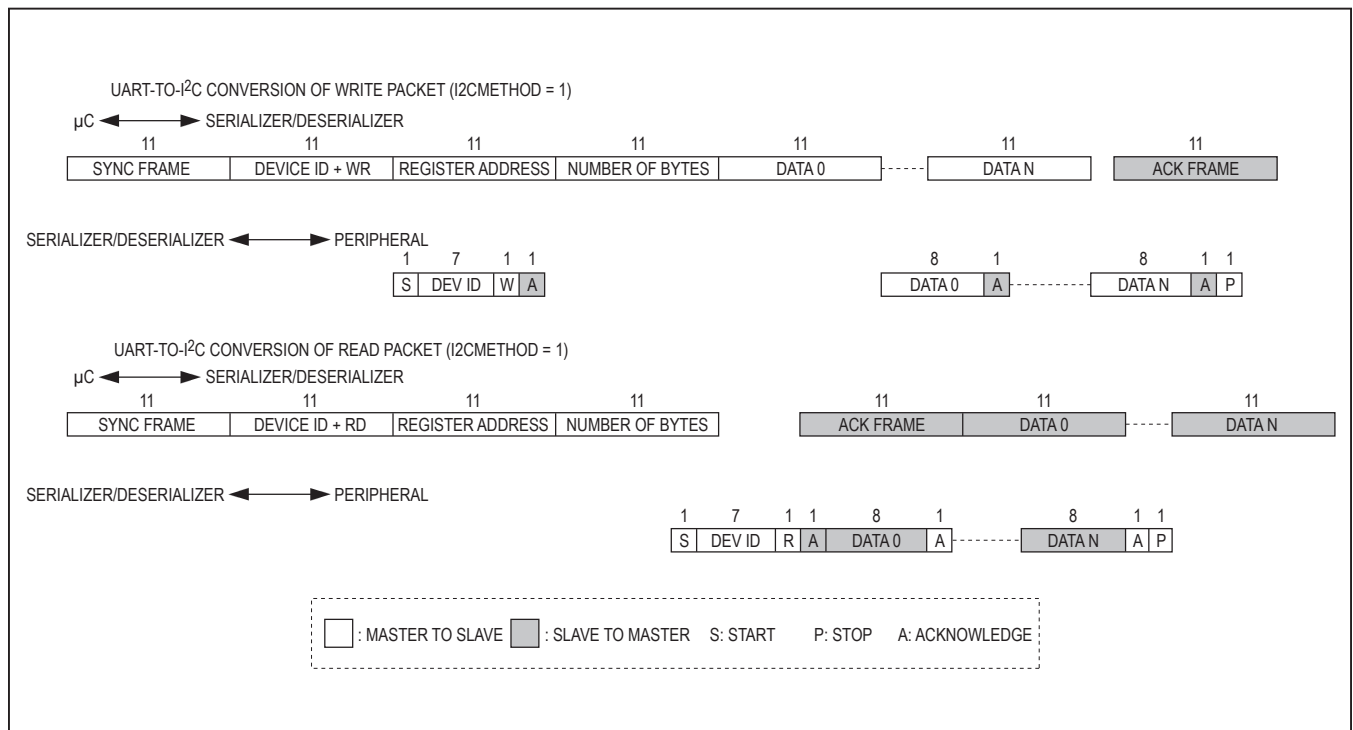 UART-TO-I²C CONVERSION OF WRITE PACKET (I2CMETHOD = 1)
µC SERIALIZER/DESERIALIZER
11 11 11 11 11 11 11
SYNC FRAME DEVICE ID + WR REGISTER ADDRESS NUMBER OF BYTES DATA 0 DATA N ACK FRAME
SERIALIZER/DESERIALIZER PERIPHERAL
1 7 1 1 8 1 8 1 1
S DEV ID W A DATA 0 A DATA N A P
UART-TO-I²C CONVERSION OF READ PACKET (I2CMETHOD = 1)
µC SERIALIZER/DESERIALIZER
11 11 11 11 11 11 11
SYNC FRAME DEVICE ID + RD REGISTER ADDRESS NUMBER OF BYTES ACK FRAME DATA 0 DATA N
SERIALIZER/DESERIALIZER PERIPHERAL
1 7 1 1 8 1 8 1 1
S DEV ID R A DATA 0 A DATA N A P
: MASTER TO SLAVE : SLAVE TO MASTER S: START P: STOP A: ACKNOWLEDGE